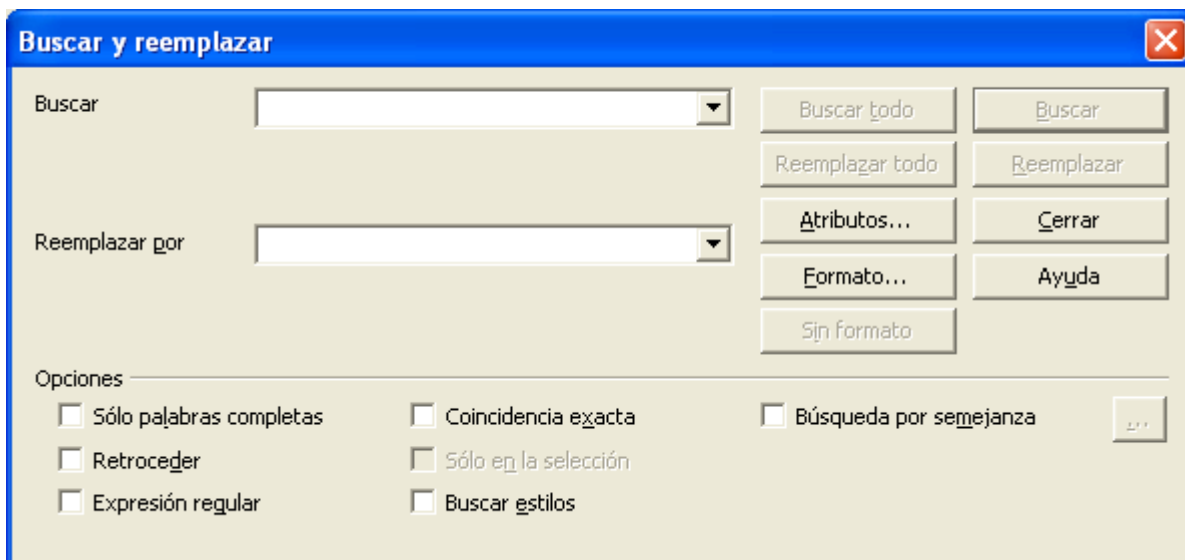 Buscar y reemplazar
Buscar
Buscar todo
Buscar
Reemplazar todo
Reemplazar
Reemplazar por
Atributos...
Cerrar
Formato...
Ayuda
Sin formato
Opciones
Sólo palabras completas
Coincidencia exacta
Búsqueda por semejanza
...
Retroceder
Sólo en la selección
Expresión regular
Buscar estilos